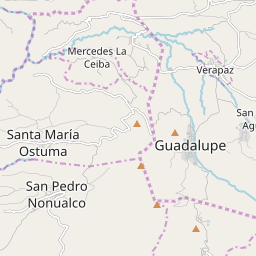 Mercedes La
Ceiba
Verapaz
San
Ag
Santa María
Ostuma
Guadalupe
San Pedro
Nonualco